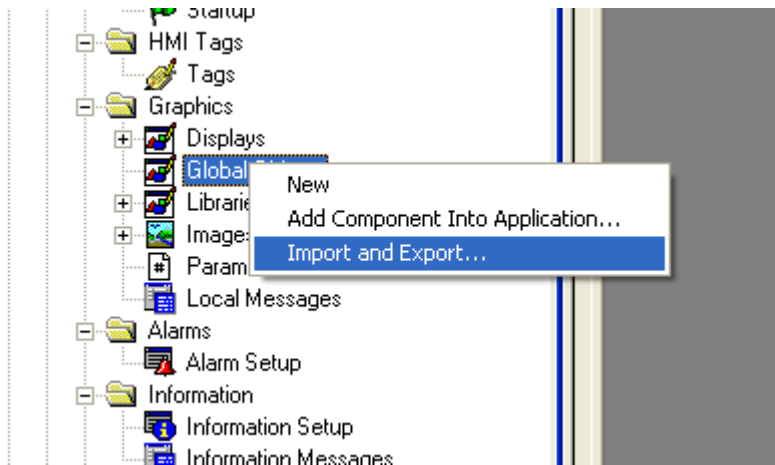 Startup
HMI Tags
Tags
Graphics
Displays
Global
New
Add Component Into Application...
Import and Export...
Local Messages
Alarms
Alarm Setup
Information
Information Setup
Information Messages